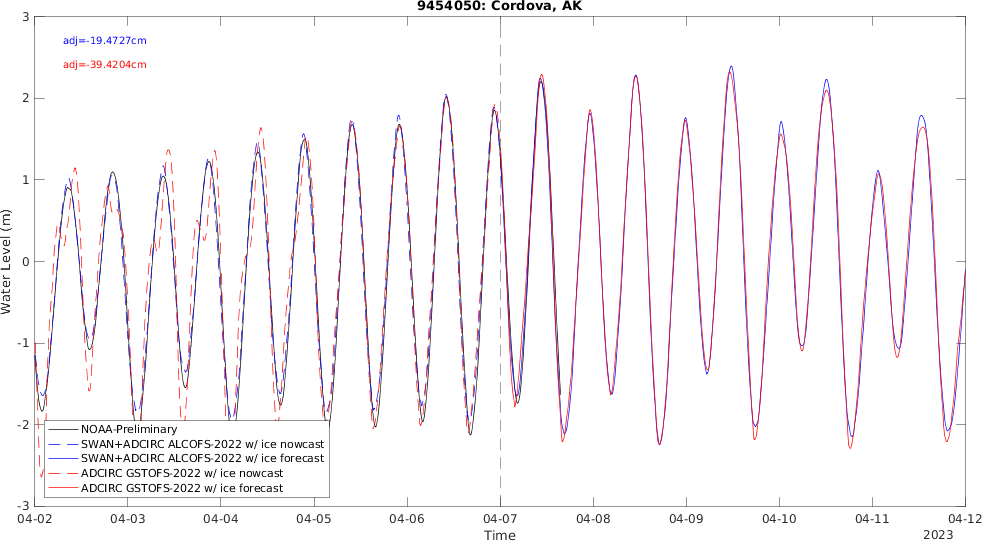 9454050: Cordova, AK
adj=-19.4727cm
adj=-39.4204cm
3
2
1
0
-1
-2
-3
Water Level (m)
NOAA-Preliminary
SWAN+ADCIRC ALCOFS-2022 w/ ice nowcast
SWAN+ADCIRC ALCOFS-2022 w/ ice forecast
ADCIRC GSTOFS-2022 w/ ice nowcast
ADCIRC GSTOFS-2022 w/ ice forecast
04-02 04-03 04-04 04-05 04-06 04-07 04-08 04-09 04-10 04-11 04-12
Time
2023